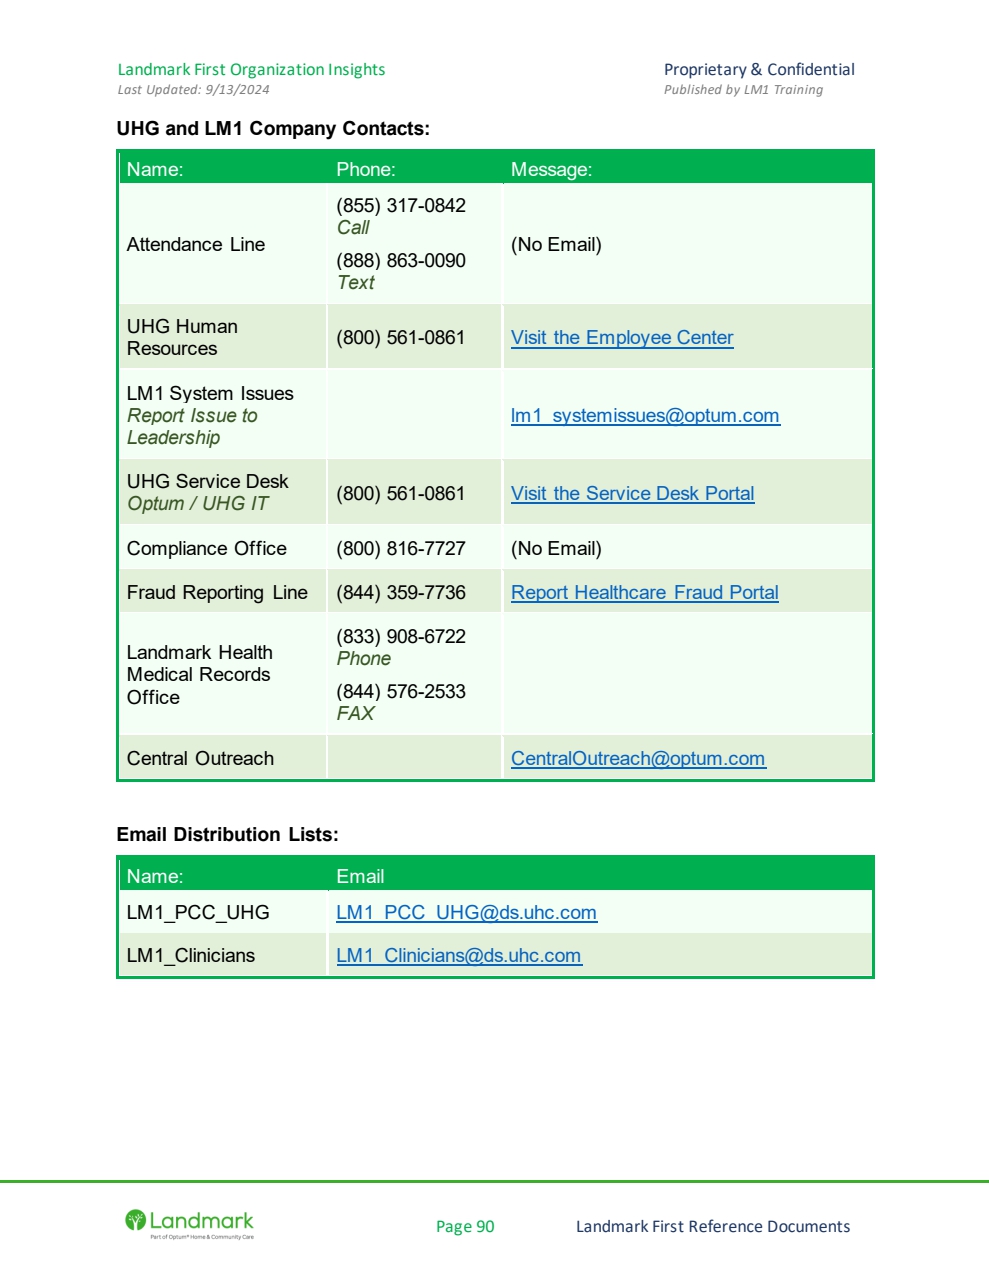 Landmark First Organization Insights
Proprietary & Confidential
Last Updated: 9/13/2024
Published by LM1 Training
UHG and LM1 Company Contacts:
Name: Phone: Message:
Attendance Line
(855) 317-0842
Call
(888) 863-0090
Text
(No Email)
UHG Human
Resources
(800) 561-0861
Visit the Employee Center
LM1 System Issues
Report Issue to
Leadership
lm1_systemissues@optum.com
UHG Service Desk
Optum / UHG IT
(800) 561-0861
Visit the Service Desk Portal
Compliance Office (800) 816-7727 (No Email)
Fraud Reporting Line (844) 359-7736 Report Healthcare Fraud Portal
Landmark Health
Medical Records
Office
(833) 908-6722
Phone
(844) 576-2533
FAX
Central Outreach CentralOutreach@optum.com
Email Distribution Lists:
Name: Email
LM1_PCC_UHG LM1_PCC_UHG@ds.uhc.com
LM1_Clinicians LM1_Clinicians@ds.uhc.com
Landmark
Part of Optum® Home & Community Care
Page 90
Landmark First Reference Documents